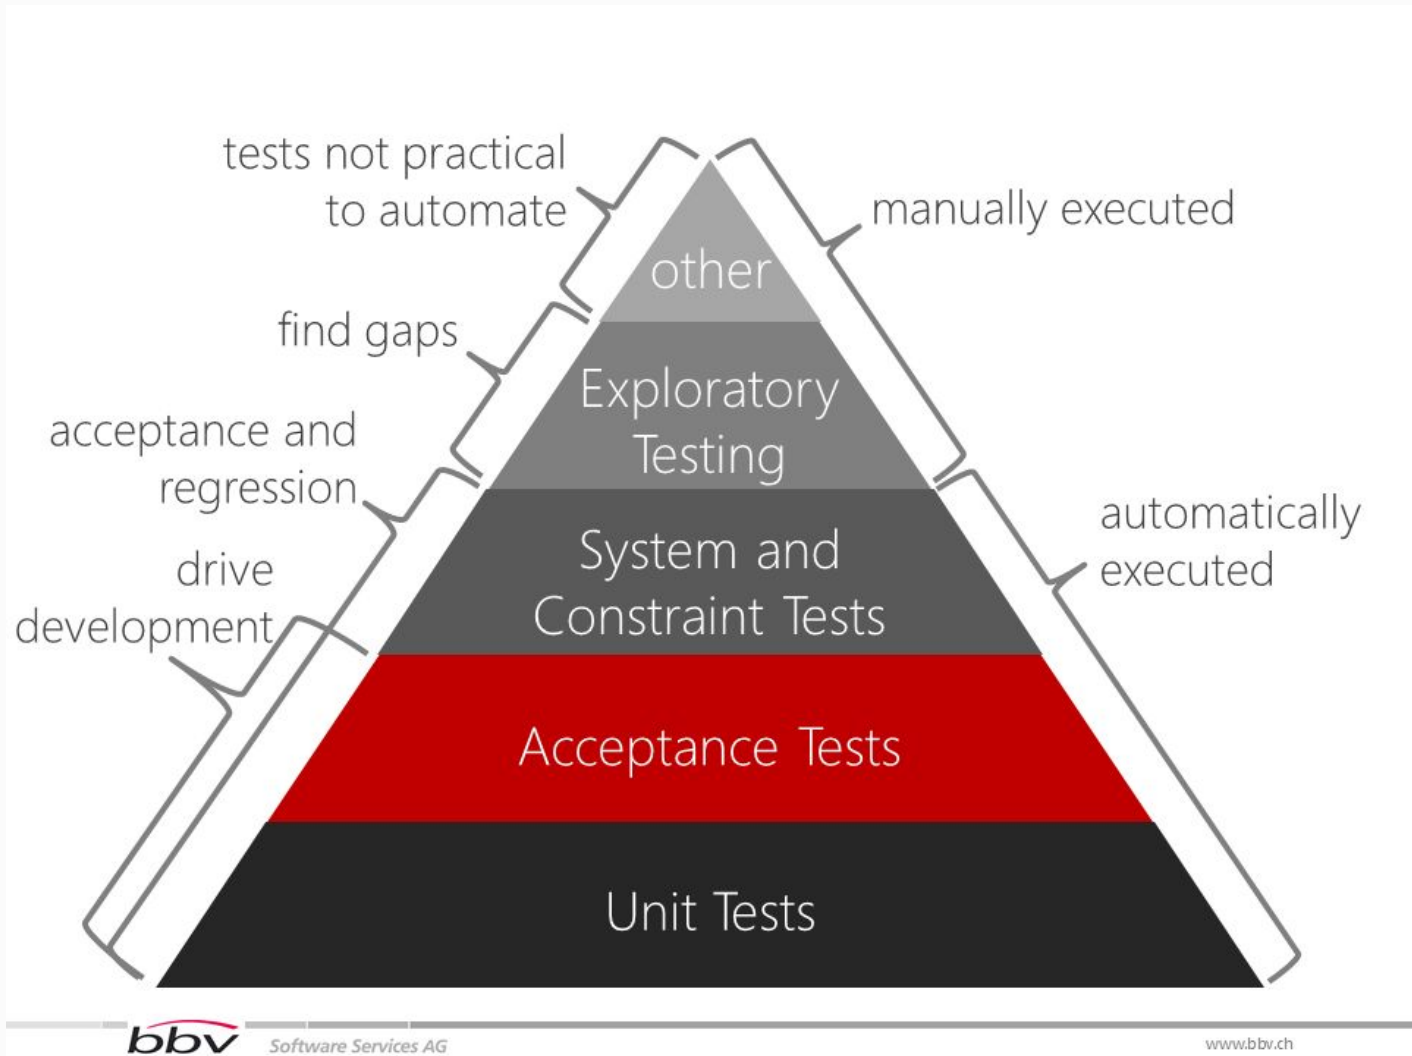 tests not practical
to automate
manually executed
other
find gaps
Exploratory
Testing
acceptance and
regression
automatically
executed
System and
Constraint Tests
drive
development
Acceptance Tests
Unit Tests
bbv
Software Services AG
www.bbv.ch